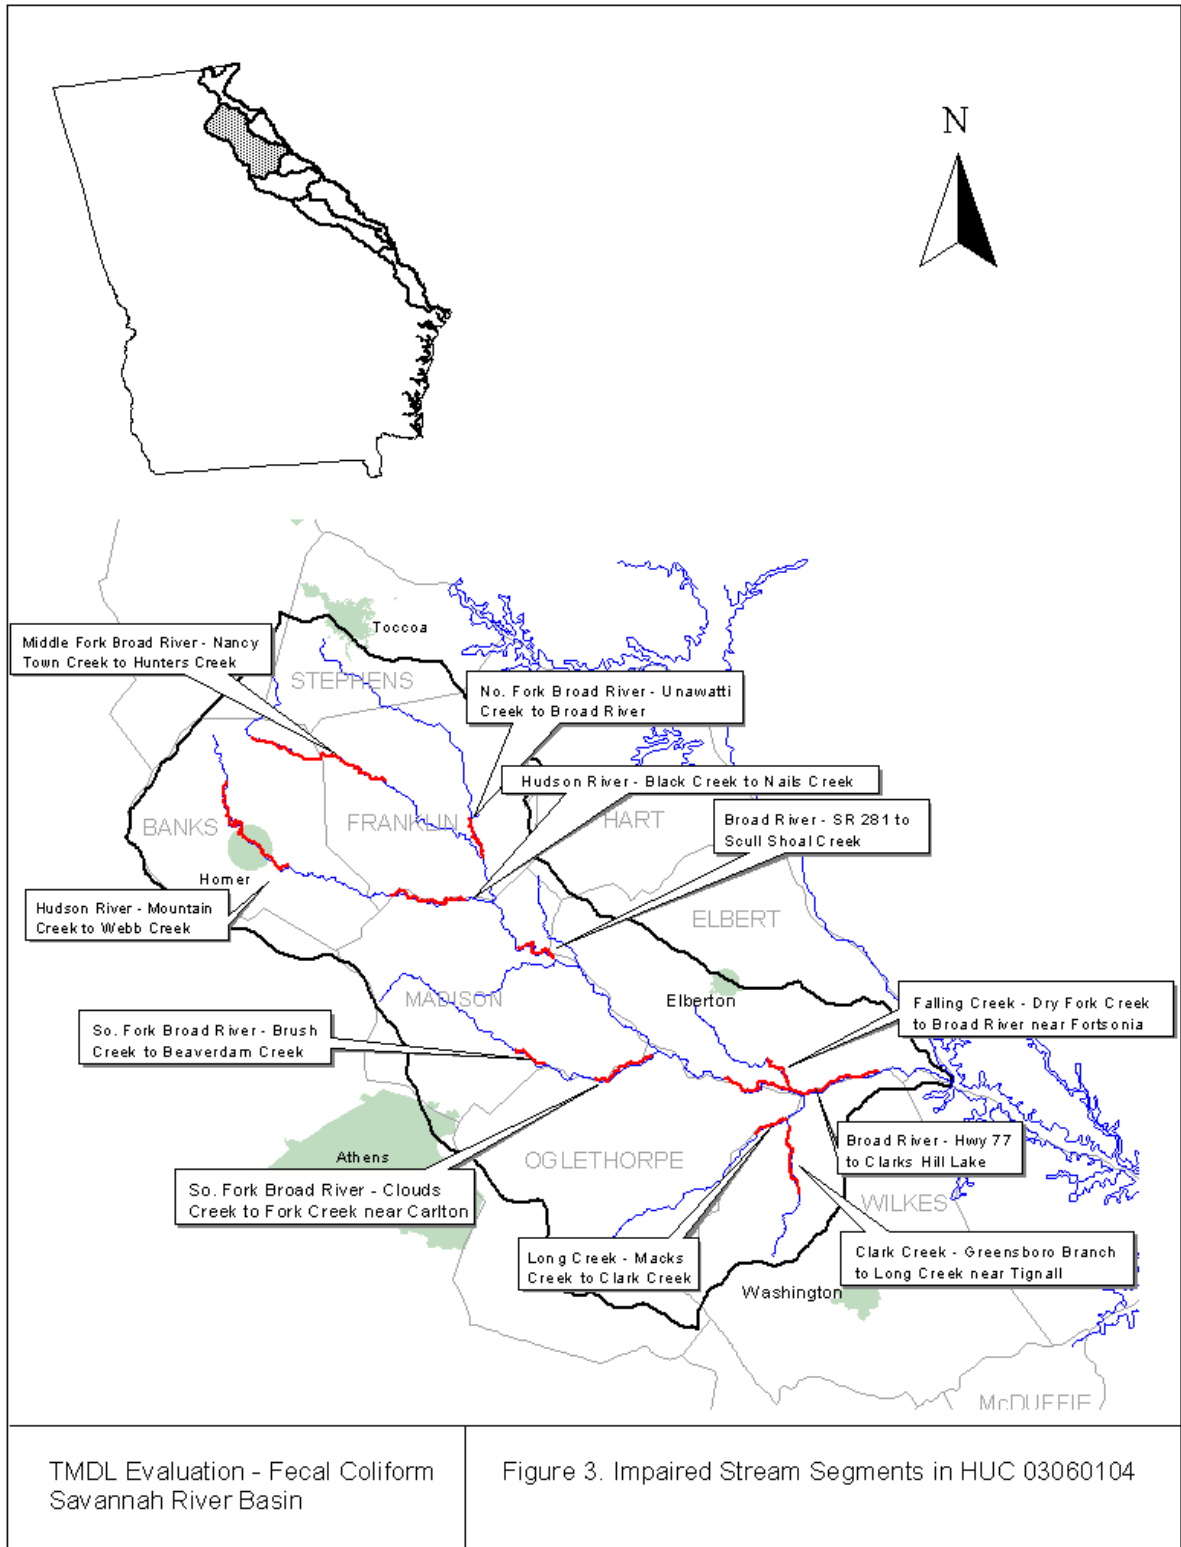 N
Toccoa
Middle Fork Broad River - Nancy
Town Creek to Hunters Creek
STEPHENS
No. Fork Broad River - Unawatti
Creek to Broad River
Hudson River - Black Creek to Nails Creek
BANKS
FRANKLIN
HART
Broad River - SR 281 to
Scull Shoal Creek
Homer
Hudson River - Mountain
Creek to Webb Creek
ELBERT
MADISON
Elberton
Falling Creek - Dry Fork Creek
to Broad River near Fortsonia
So. Fork Broad River - Brush
Creek to Beaverdam Creek
Athens
OGLETHORPE
Broad River - Hwy 77
to Clarks Hill Lake
So. Fork Broad River - Clouds
Creek to Fork Creek near Carlton
WILKES
Long Creek - Macks
Creek to Clark Creek
Clark Creek - Greensboro Branch
to Long Creek near Tignall
Washington
McDUFFIE
TMDL Evaluation - Fecal Coliform
Savannah River Basin
Figure 3. Impaired Stream Segments in HUC 03060104